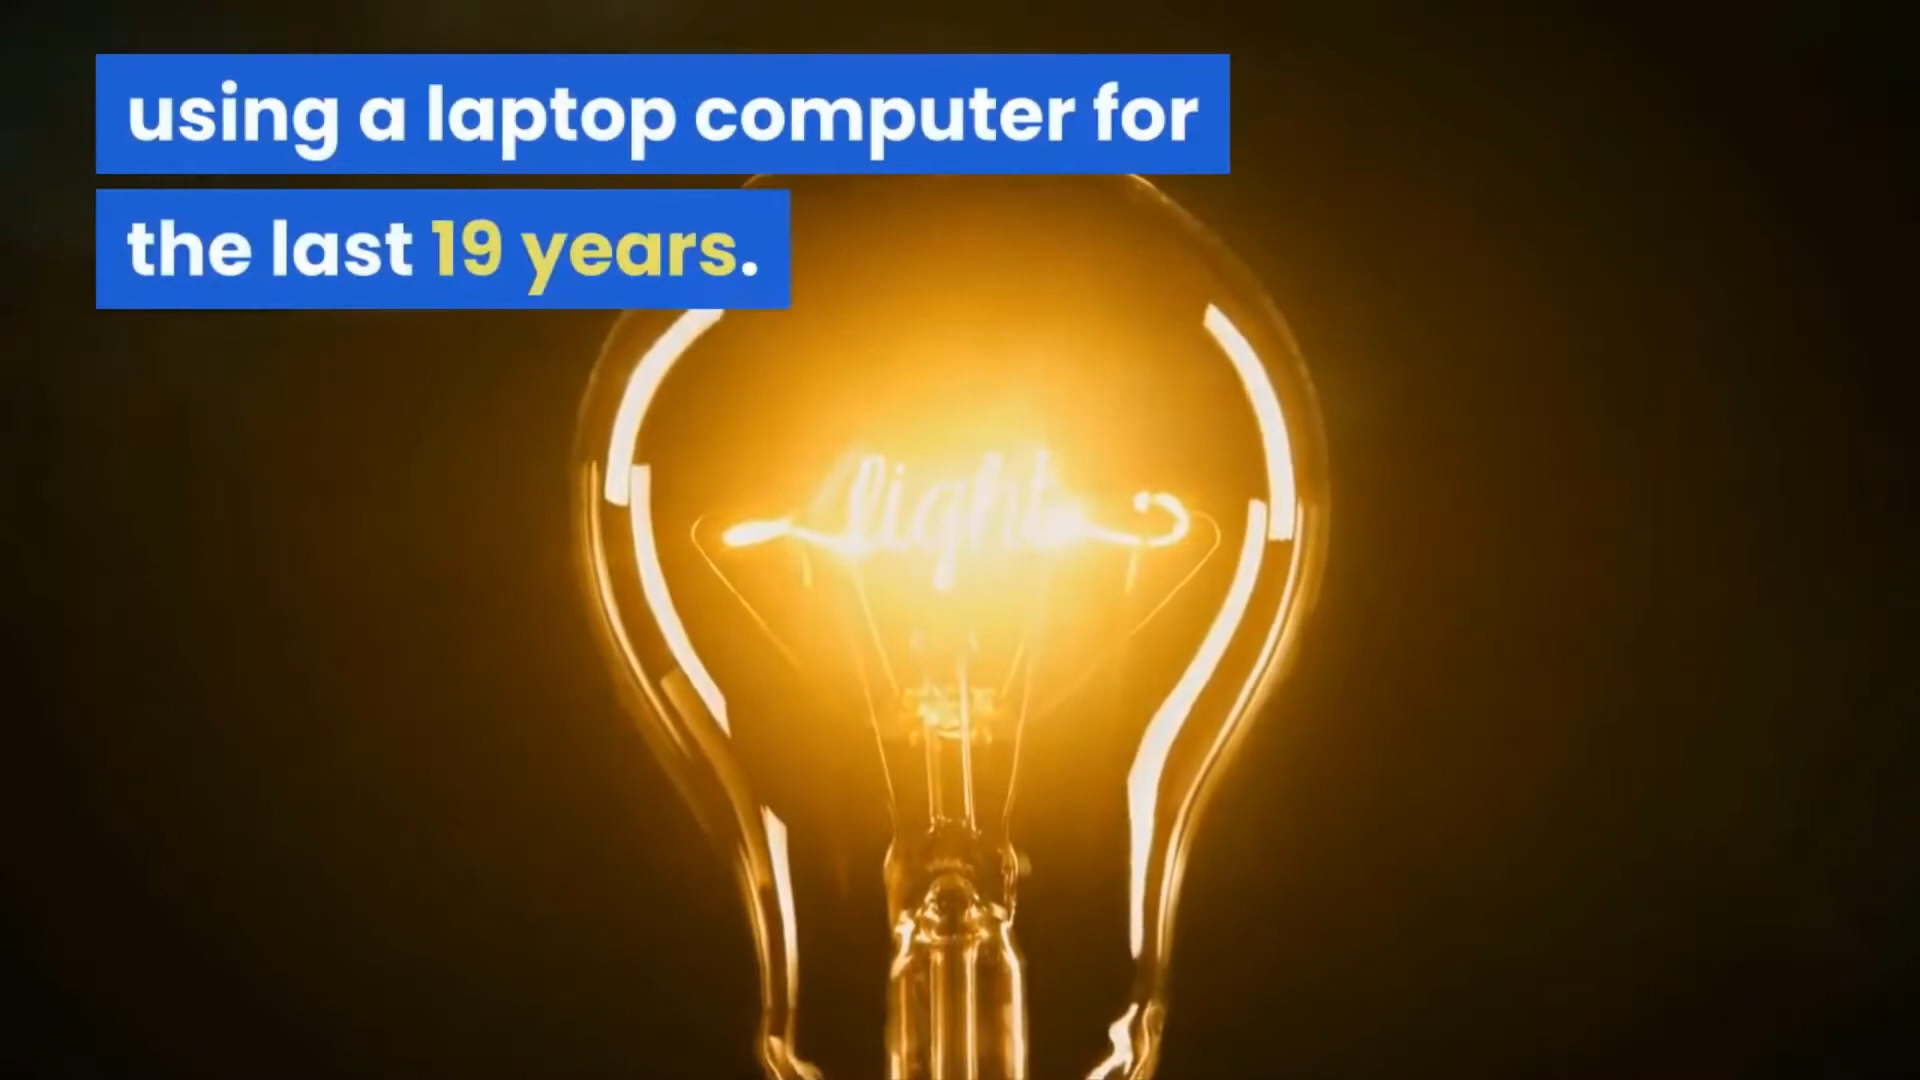 using a laptop computer for
the last 19 years.
light